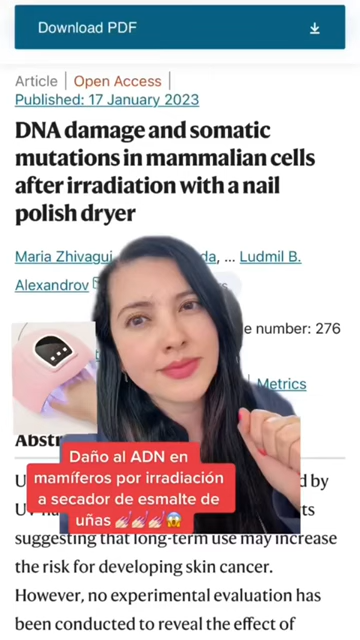 Download PDF
Article | Open Access |
Published: 17 January 2023
DNA damage and somatic
mutations in mammalian cells
after irradiation with a nail
polish dryer
Maria Zhivagui, ... Ludmil B.
Alexandrov
number: 276
Metrics
Daño al ADN en
mamíferos por irradiación
a secador de esmalte de
uñas 💅🏻💅🏻💅🏻😱
by
suggesting that long-term use may increase
the risk for developing skin cancer.
However, no experimental evaluation has
been conducted to reveal the effect of